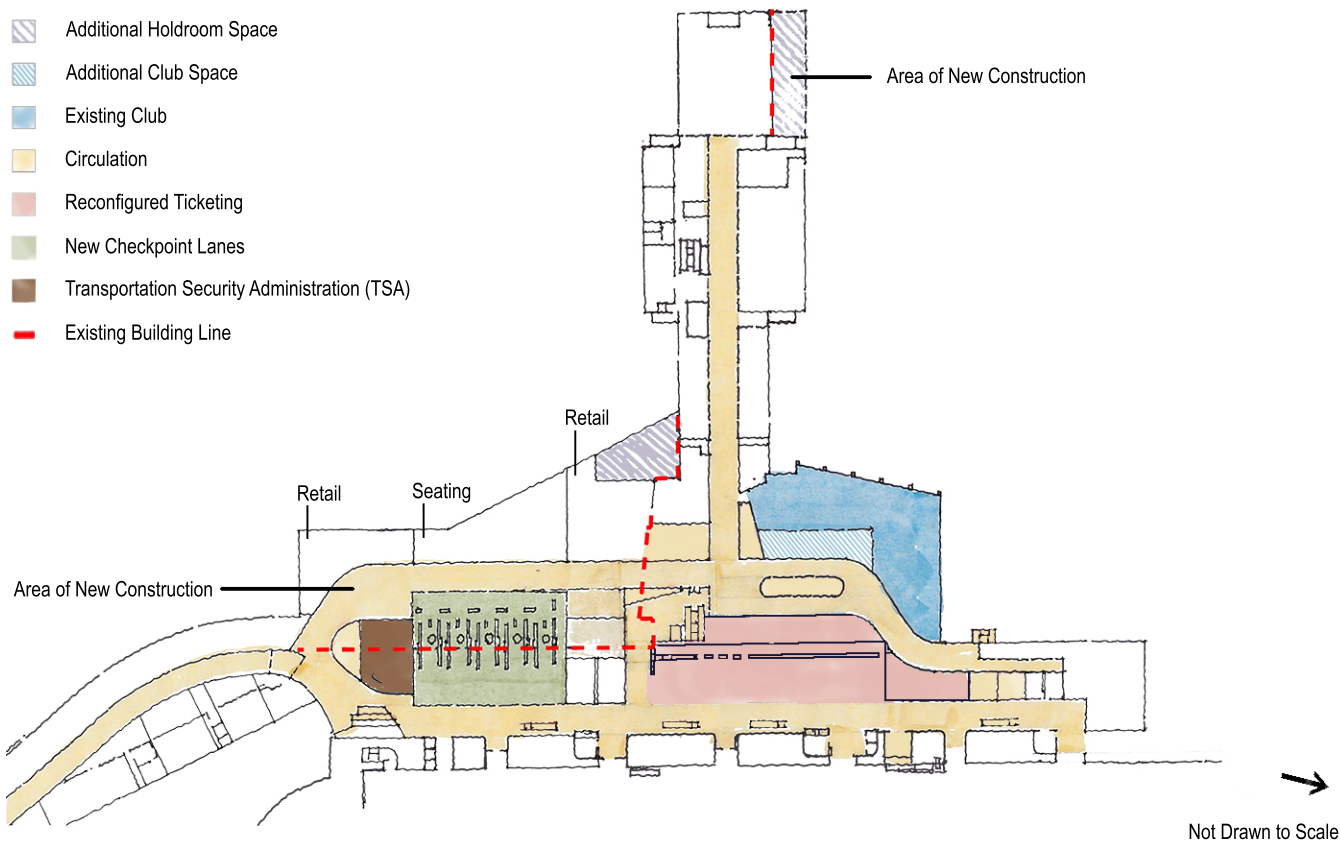 Additional Holdroom Space
Additional Club Space
Existing Club
Circulation
Reconfigured Ticketing
New Checkpoint Lanes
Transportation Security Administration (TSA)
Existing Building Line
Area of New Construction
Retail
Retail
Seating
Area of New Construction
Not Drawn to Scale